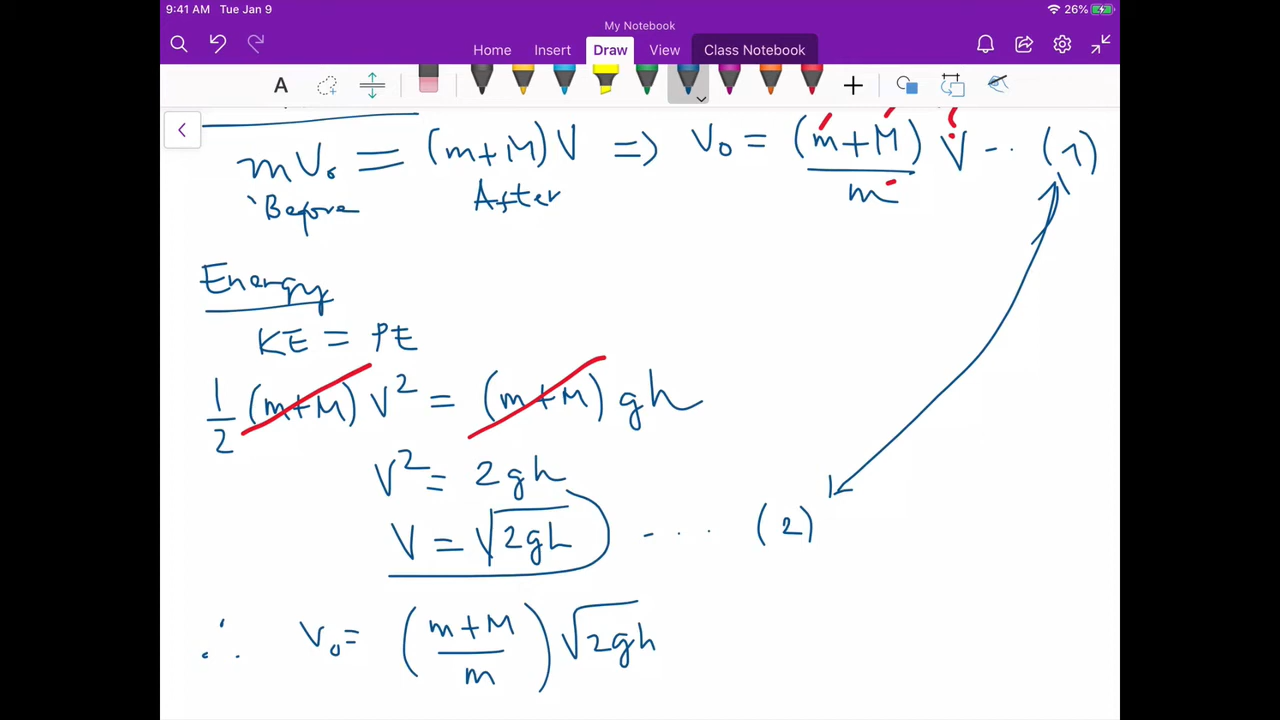 9:41 AM Tue Jan 9
26%
My Notebook
Home Insert Draw View Class Notebook
A
mV₀ = (m+M)V ⇒ V₀ = (m+M)/m V -- (1)
Before After
Energy
KE = PE
1/2 (m+M) V² = (m+M) gh
V² = 2gh
V = √2gh - ... (2)
∴ V₀ = ((m+M)/m) √2gh